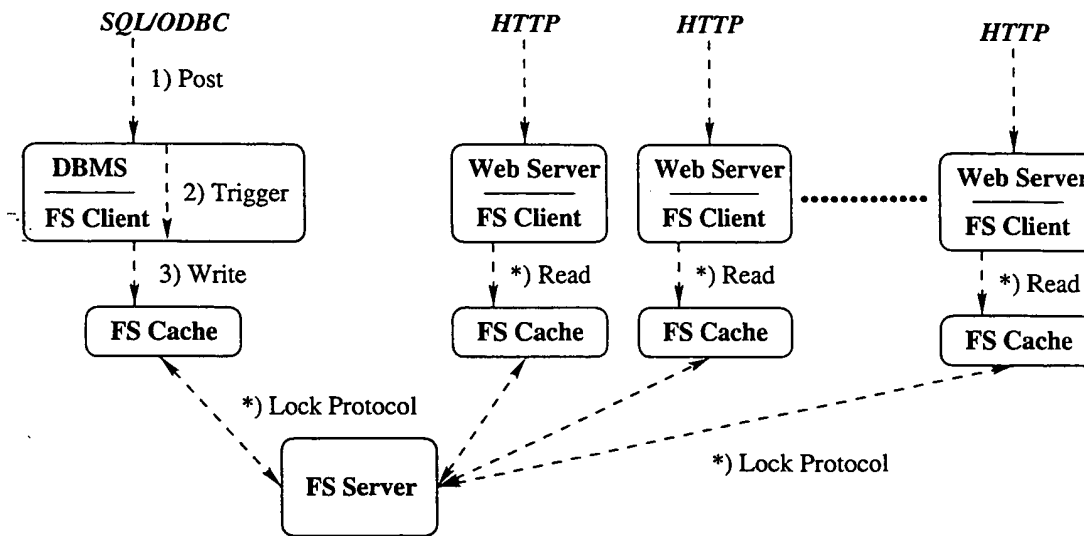 SQL/ODBC
HTTP
HTTP
HTTP
1) Post
DBMS
FS Client
2) Trigger
Web Server
FS Client
Web Server
FS Client
Web Server
FS Client
3) Write
*) Read
*) Read
*) Read
FS Cache
FS Cache
FS Cache
FS Cache
*) Lock Protocol
FS Server
*) Lock Protocol